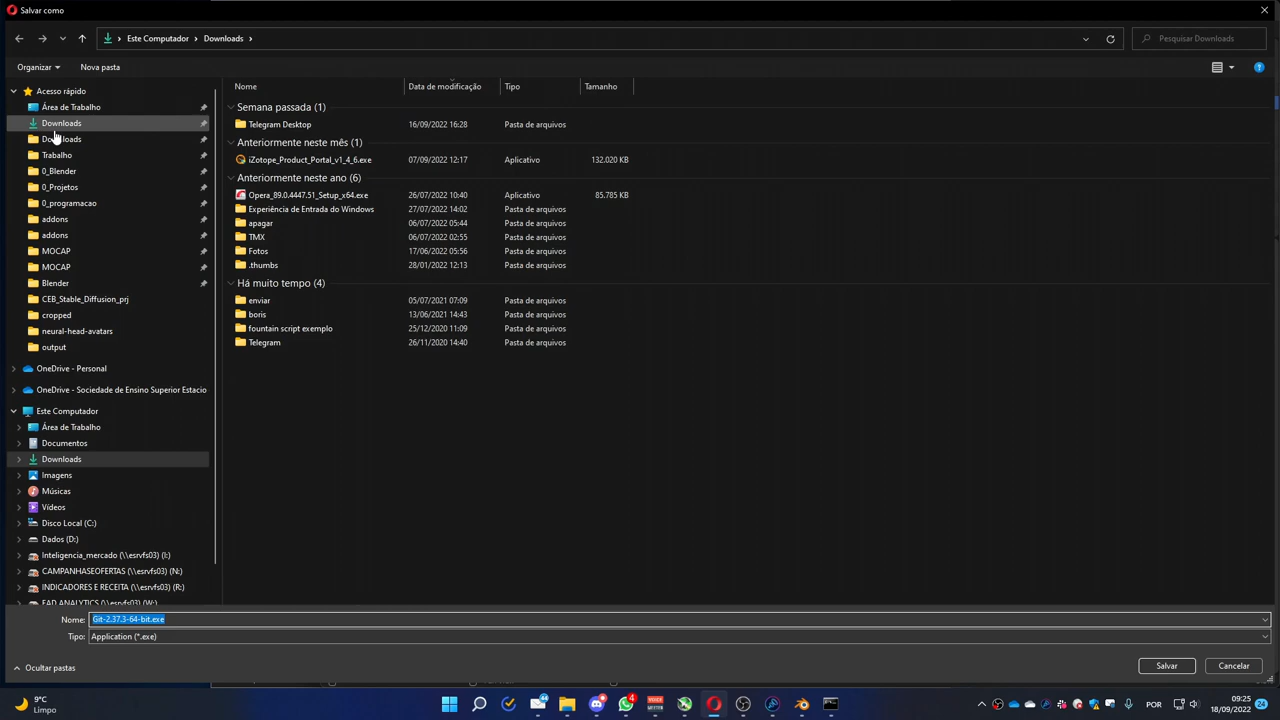 Salvar como
Este Computador > Downloads >
Pesquisar Downloads
Organizar
Nova pasta
Acesso rápido
Área de Trabalho
Downloads
Downloads
Trabalho
0_Blender
0_Projetos
0_programacao
addons
addons
MOCAP
MOCAP
Blender
CEB_Stable_Diffusion_prj
cropped
neural-head-avatars
output
OneDrive - Personal
OneDrive - Sociedade de Ensino Superior Estacio
Este Computador
Área de Trabalho
Documentos
Downloads
Imagens
Músicas
Vídeos
Disco Local (C:)
Dados (D:)
Inteligencia_mercado (\\esrvfs03) (I:)
CAMPANHASEOFERTAS (\\esrvfs03) (N:)
INDICADORES E RECEITA (\\esrvfs03) (R:)
EAD ANALYTICS (\\esrvfs03) (W:)
Nome Data de modificação Tipo Tamanho
Semana passada (1)
Telegram Desktop 16/09/2022 16:28 Pasta de arquivos
Anteriormente neste mês (1)
iZotope_Product_Portal_v1_4_6.exe 07/09/2022 12:17 Aplicativo 132.020 KB
Anteriormente neste ano (6)
Opera_89.0.4447.51_Setup_x64.exe 26/07/2022 10:40 Aplicativo 85.785 KB
Experiência de Entrada do Windows 27/07/2022 14:02 Pasta de arquivos
apagar 06/07/2022 05:44 Pasta de arquivos
TMX 06/07/2022 02:55 Pasta de arquivos
Fotos 17/06/2022 05:56 Pasta de arquivos
.thumbs 28/01/2022 12:13 Pasta de arquivos
Há muito tempo (4)
enviar 05/07/2021 07:09 Pasta de arquivos
boris 13/06/2021 14:43 Pasta de arquivos
fountain script exemplo 25/12/2020 11:09 Pasta de arquivos
Telegram 26/11/2020 14:40 Pasta de arquivos
Nome: Git-2.37.3-64-bit.exe
Tipo: Application (*.exe)
Ocultar pastas
Salvar
Cancelar
9°C
Limpo
44
4
POR
09:25
18/09/2022
24